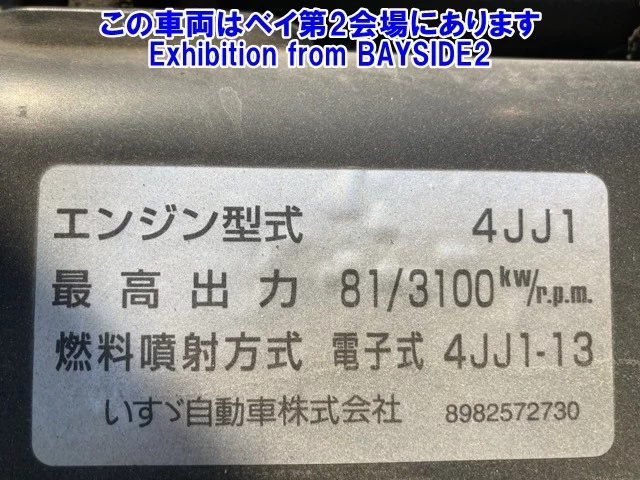 この車両はベイ第2会場にあります
Exhibition from BAYSIDE2
エンジン型式 4JJ1
最高出力 81/3100kw/r.p.m.
燃料噴射方式 電子式 4JJ1-13
いすゞ自動車株式会社 8982572730